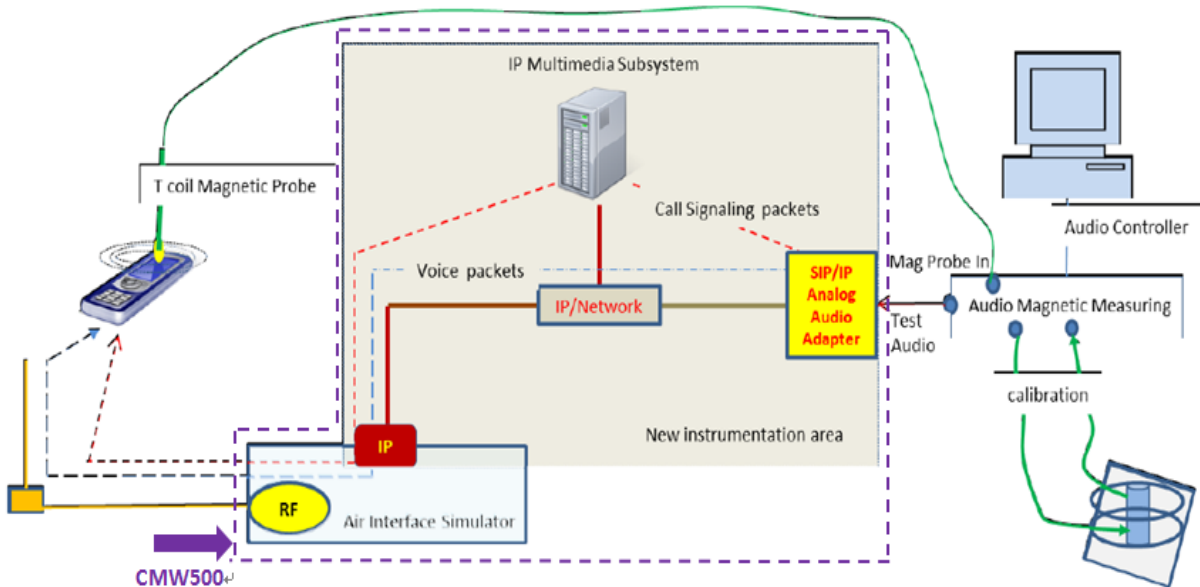 IP Multimedia Subsystem
T coil Magnetic Probe
Call Signaling packets
Audio Controller
Voice packets
SIP/IP
Analog
Audio
Adapter
Mag Probe In
IP/Network
Audio Magnetic Measuring
Test
Audio
calibration
New instrumentation area
IP
RF
Air Interface Simulator
CMW500↵